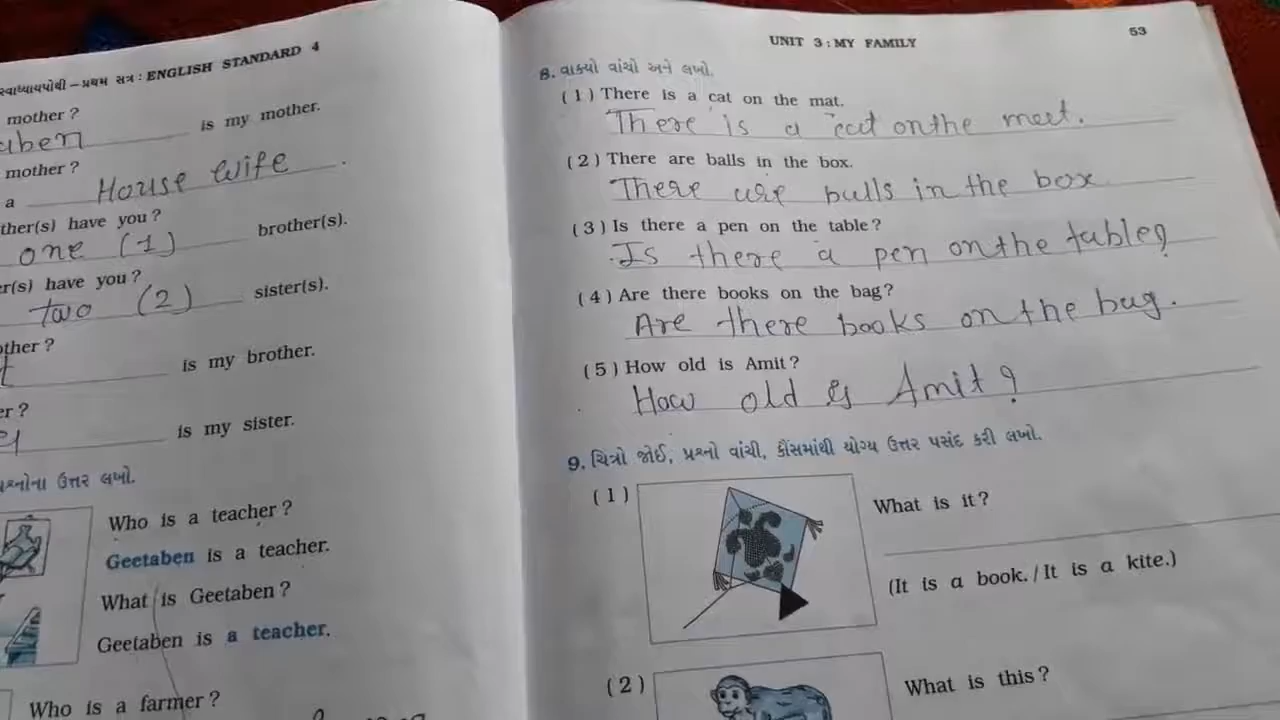 સ્વાધ્યાયપોથી – પ્રથમ સત્ર : ENGLISH STANDARD 4
mother ?
is my mother.
mother ?
a House wife .
ther(s) have you ?
one (1) brother(s).
er(s) have you ?
two (2) sister(s).
other ?
is my brother.
er ?
is my sister.
પ્રશ્નોના ઉત્તર લખો.
Who is a teacher ?
Geetaben is a teacher.
What is Geetaben ?
Geetaben is a teacher.
Who is a farmer ?
UNIT 3 : MY FAMILY
53
8. વાક્યો વાંચો અને લખો.
(1) There is a cat on the mat.
There is a cat on the meat.
(2) There are balls in the box.
There are balls in the box
(3) Is there a pen on the table ?
Is there a pen on the table?
(4) Are there books on the bag ?
Are there books on the bag.
(5) How old is Amit ?
How old is Amit ?
9. ચિત્રો જોઈ, પ્રશ્નો વાંચી, કૌંસમાંથી યોગ્ય ઉત્તર પસંદ કરી લખો.
(1)
What is it ?
(It is a book. / It is a kite.)
(2)
What is this ?